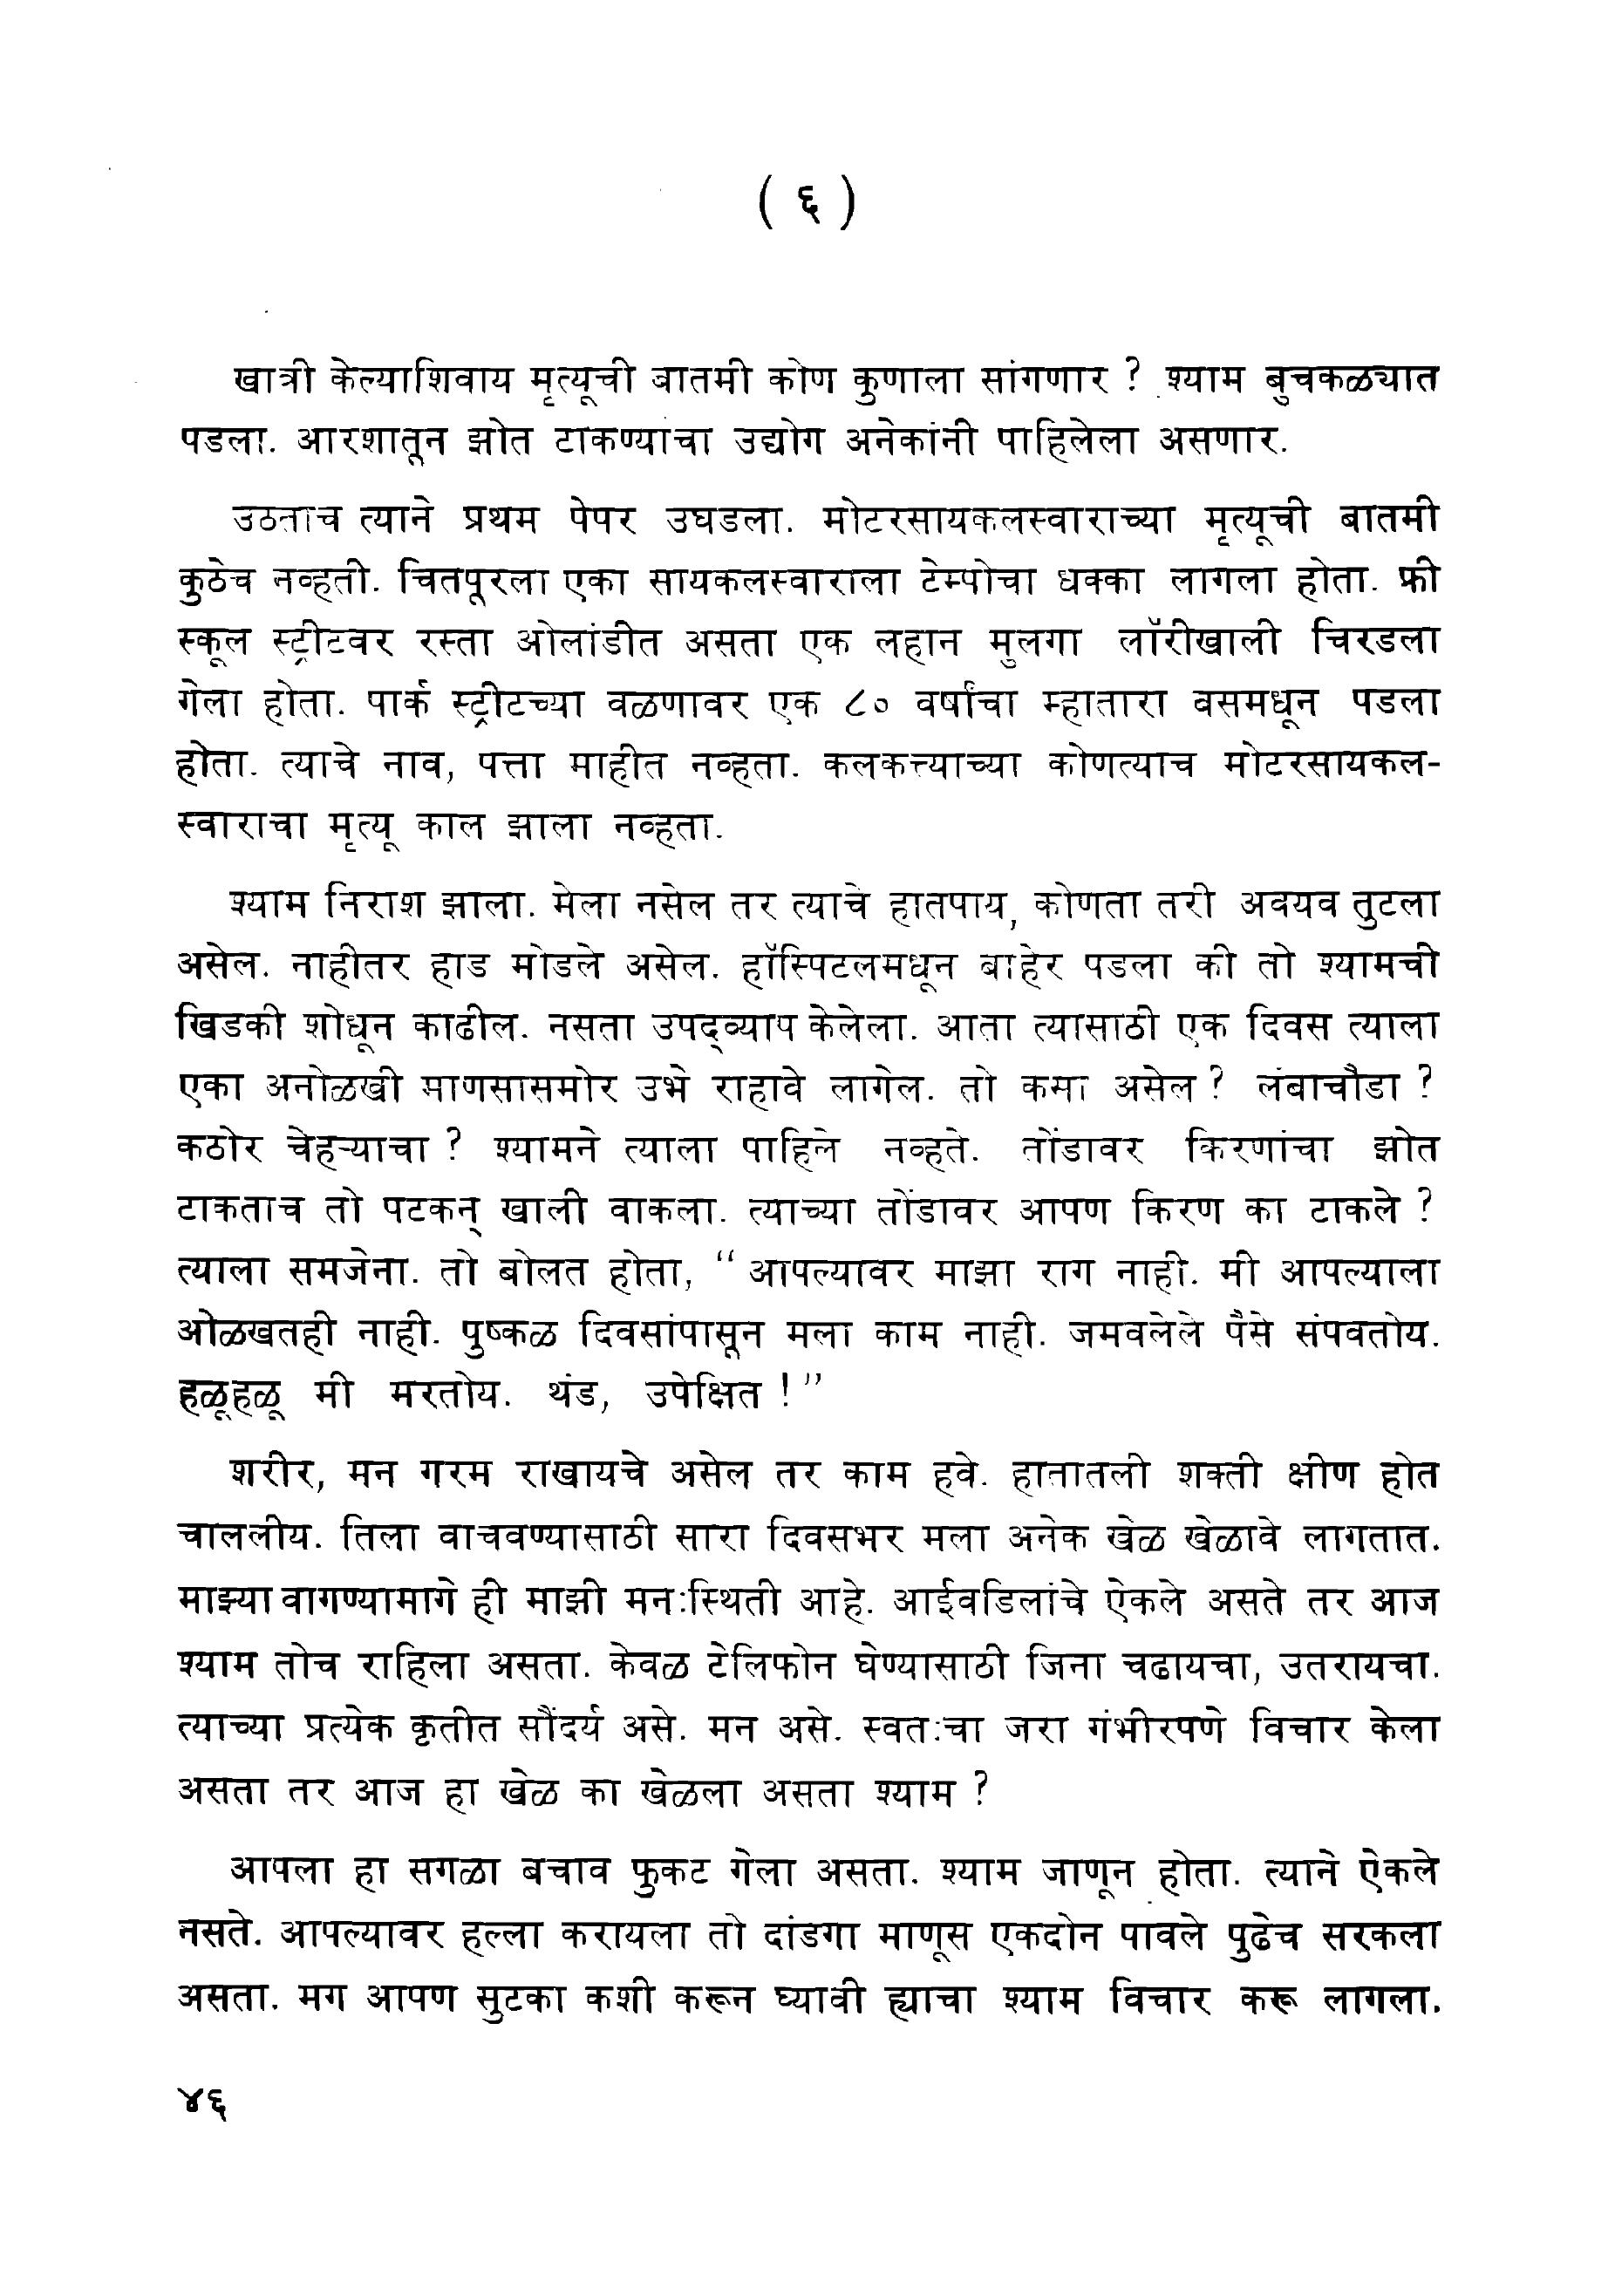 ( ६ )
खात्री केल्याशिवाय मृत्यूची बातमी कोण कुणाला सांगणार ? श्याम बुचकळ्यात
पडला. आरशातून झोत टाकण्याचा उद्योग अनेकांनी पाहिलेला असणार.
उठताच त्याने प्रथम पेपर उघडला. मोटरसायकलस्वाराच्या मृत्यूची बातमी
कुठेच नव्हती. चितपूरला एका सायकलस्वाराला टेम्पोचा धक्का लागला होता. फ्री
स्कूल स्ट्रीटवर रस्ता ओलांडीत असता एक लहान मुलगा लॉरीखाली चिरडला
गेला होता. पार्क स्ट्रीटच्या वळणावर एक ८० वर्षांचा म्हातारा बसमधून पडला
होता. त्याचे नाव, पत्ता माहीत नव्हता. कलकत्त्याच्या कोणत्याच मोटरसायकल-
स्वाराचा मृत्यू काल झाला नव्हता.
श्याम निराश झाला. मेला नसेल तर त्याचे हातपाय, कोणता तरी अवयव तुटला
असेल. नाहीतर हाड मोडले असेल. हॉस्पिटलमधून बाहेर पडला की तो श्यामची
खिडकी शोधून काढील. नसता उपद्‌व्याप केलेला. आता त्यासाठी एक दिवस त्याला
एका अनोळखी माणसासमोर उभे राहावे लागेल. तो कसा असेल ? लंबाचौडा ?
कठोर चेहऱ्याचा ? श्यामने त्याला पाहिले नव्हते. तोंडावर किरणांचा झोत
टाकताच तो पटकन् खाली वाकला. त्याच्या तोंडावर आपण किरण का टाकले ?
त्याला समजेना. तो बोलत होता, “ आपल्यावर माझा राग नाही. मी आपल्याला
ओळखतही नाही. पुष्कळ दिवसांपासून मला काम नाही. जमवलेले पैसे संपवतोय.
हळूहळू मी मरतोय. थंड, उपेक्षित ! ”
शरीर, मन गरम राखायचे असेल तर काम हवे. हातातली शक्ती क्षीण होत
चाललीय. तिला वाचवण्यासाठी सारा दिवसभर मला अनेक खेळ खेळावे लागतात.
माझ्या वागण्यामागे ही माझी मनःस्थिती आहे. आईवडिलांचे ऐकले असते तर आज
श्याम तोच राहिला असता. केवळ टेलिफोन घेण्यासाठी जिना चढायचा, उतरायचा.
त्याच्या प्रत्येक कृतीत सौंदर्य असे. मन असे. स्वतःचा जरा गंभीरपणे विचार केला
असता तर आज हा खेळ का खेळला असता श्याम ?
आपला हा सगळा बचाव फुकट गेला असता. श्याम जाणून होता. त्याने ऐकले
नसते. आपल्यावर हल्ला करायला तो दांडगा माणूस एकदोन पावले पुढेच सरकला
असता. मग आपण सुटका कशी करून घ्यावी ह्याचा श्याम विचार करू लागला.
४६